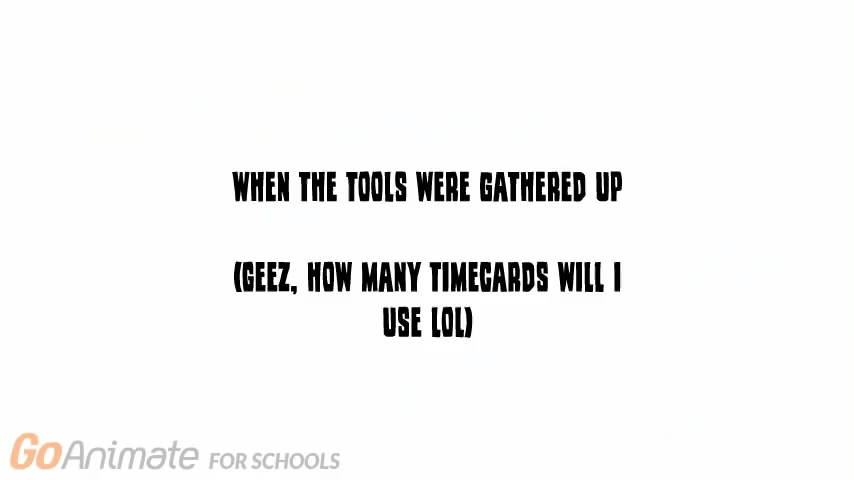 WHEN THE TOOLS WERE GATHERED UP
(GEEZ, HOW MANY TIMECARDS WILL I
USE LOL)
GoAnimate FOR SCHOOLS